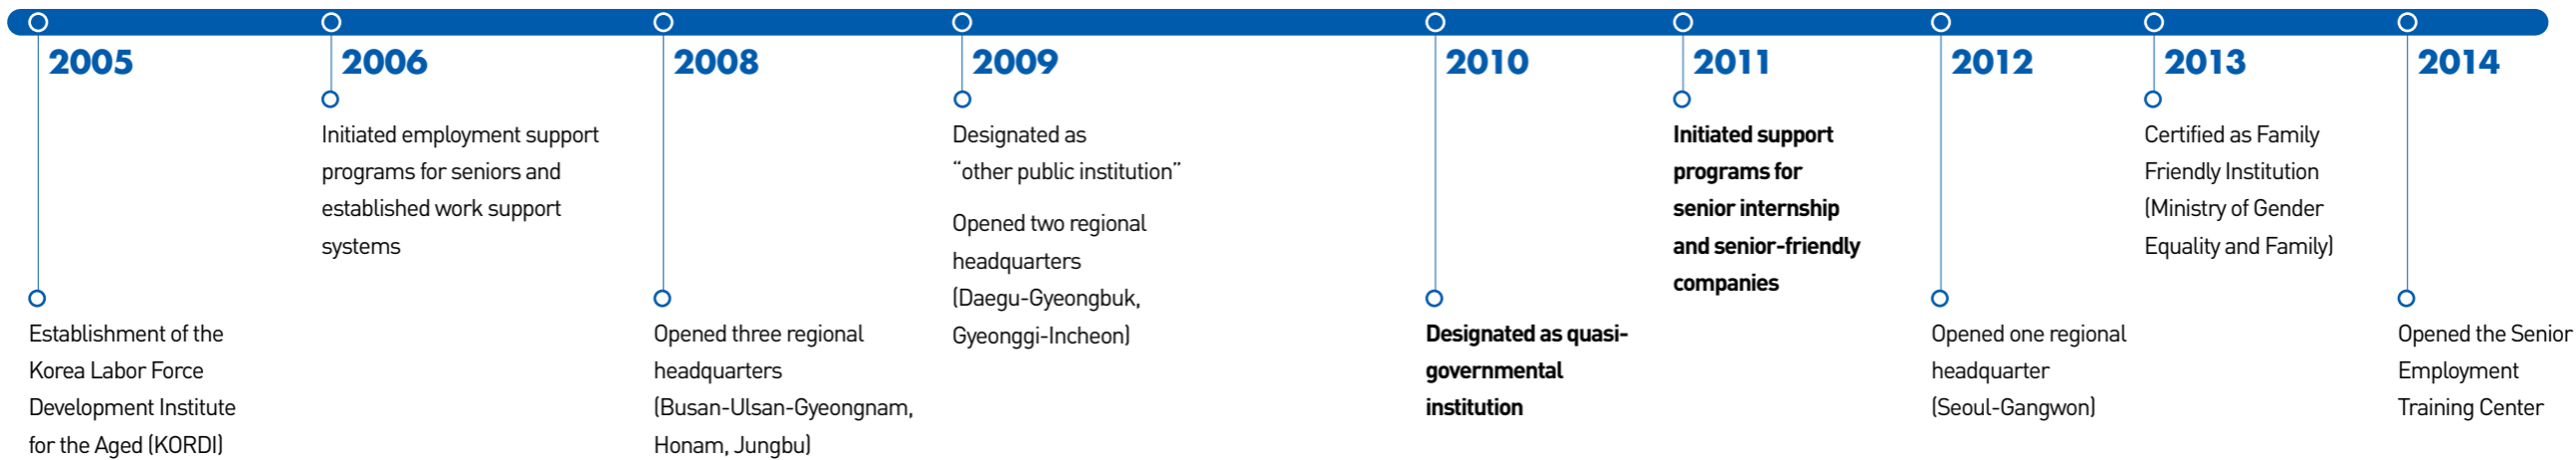 2005
Establishment of the
Korea Labor Force
Development Institute
for the Aged (KORDI)
2006
Initiated employment support
programs for seniors and
established work support
systems
2008
Opened three regional
headquarters
(Busan-Ulsan-Gyeongnam,
Honam, Jungbu)
2009
Designated as
“other public institution”
Opened two regional
headquarters
(Daegu-Gyeongbuk,
Gyeonggi-Incheon)
2010
Designated as quasi-
governmental
institution
2011
Initiated support
programs for
senior internship
and senior-friendly
companies
2012
Opened one regional
headquarter
(Seoul-Gangwon)
2013
Certified as Family
Friendly Institution
(Ministry of Gender
Equality and Family)
2014
Opened the Senior
Employment
Training Center